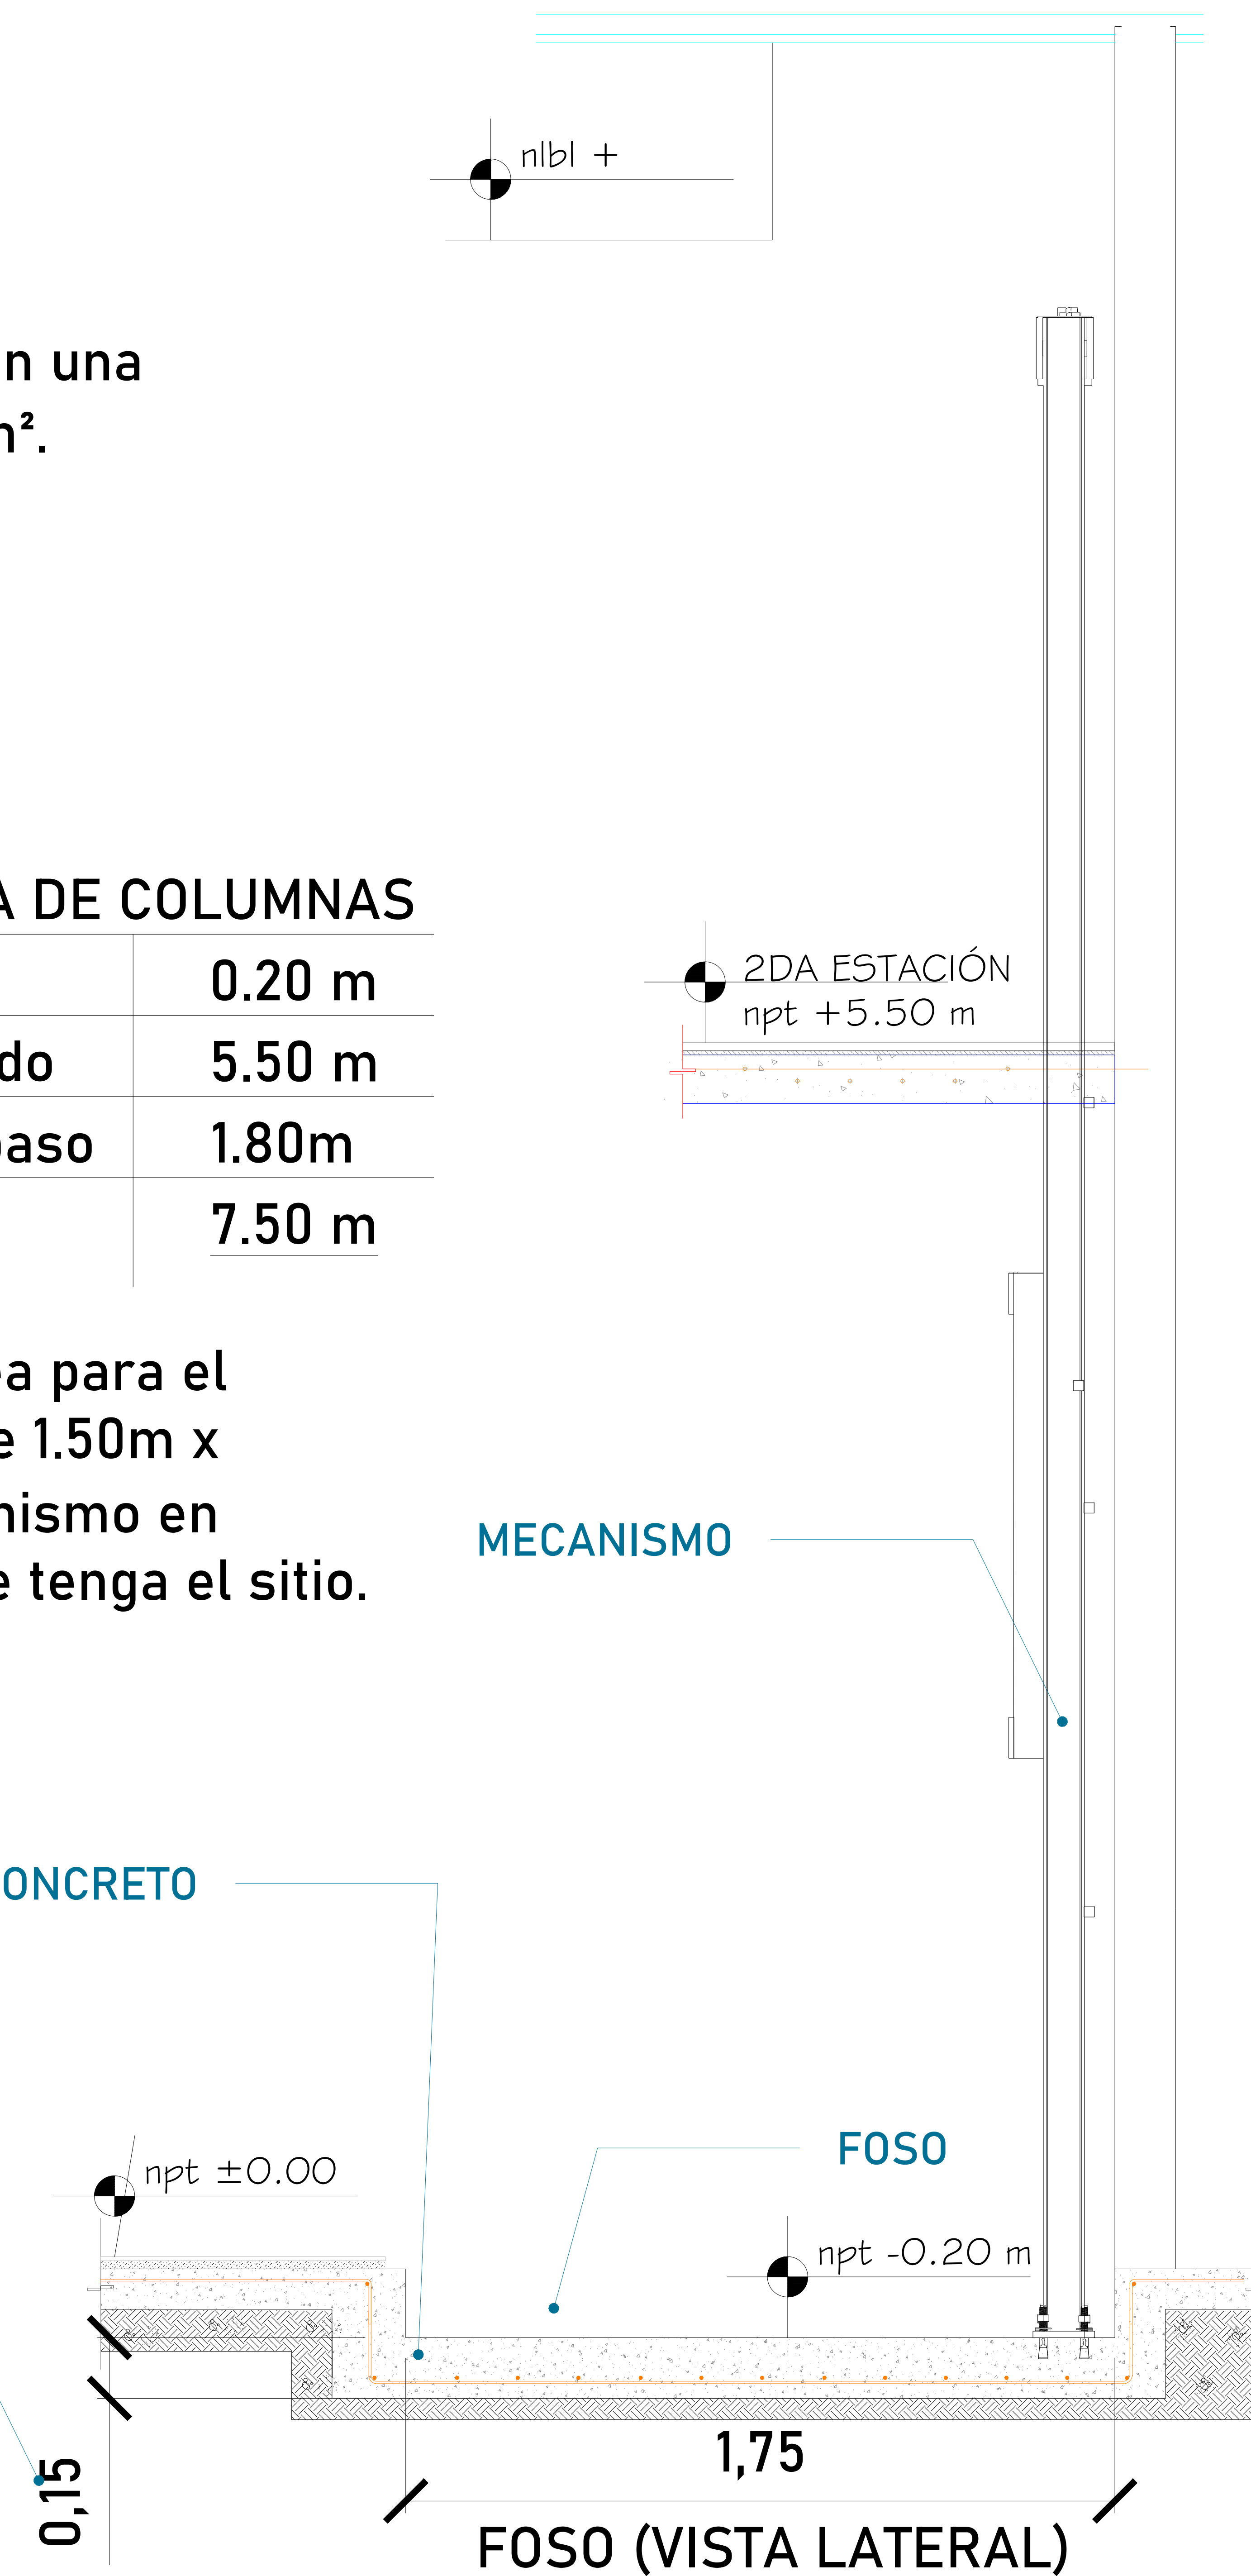 nlbl +
n una
m².
A DE COLUMNAS
0.20 m
do 5.50 m
paso 1.80m
7.50 m
2DA ESTACIÓN
npt +5.50 m
ea para el
e 1.50m x
nismo en
e tenga el sitio.
MECANISMO
ONCRETO
FOSO
npt ±0.00
npt -0.20 m
1,75
0,15
FOSO (VISTA LATERAL)